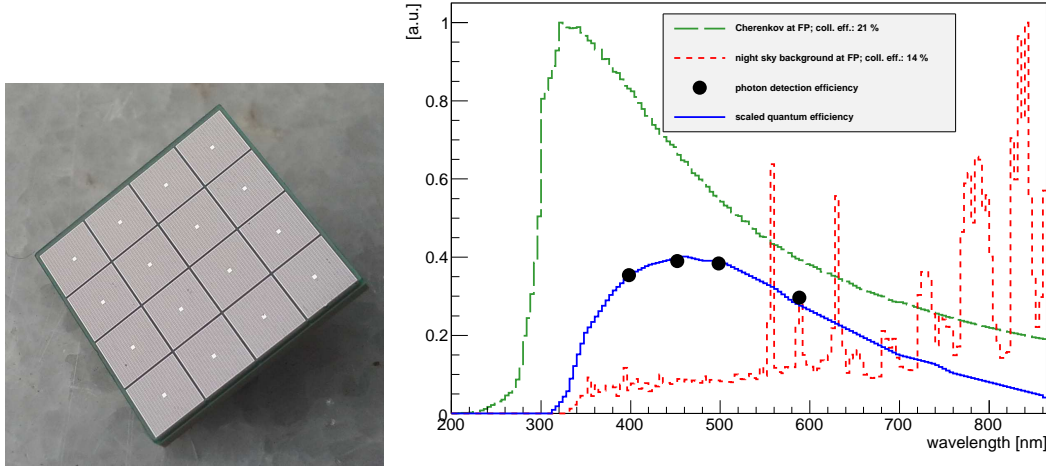 [a.u.]
1
0.8
0.6
0.4
0.2
0
200 300 400 500 600 700 800
wavelength [nm]
Cherenkov at FP; coll. eff.: 21 %
night sky background at FP; coll. eff.: 14 %
photon detection efficiency
scaled quantum efficiency